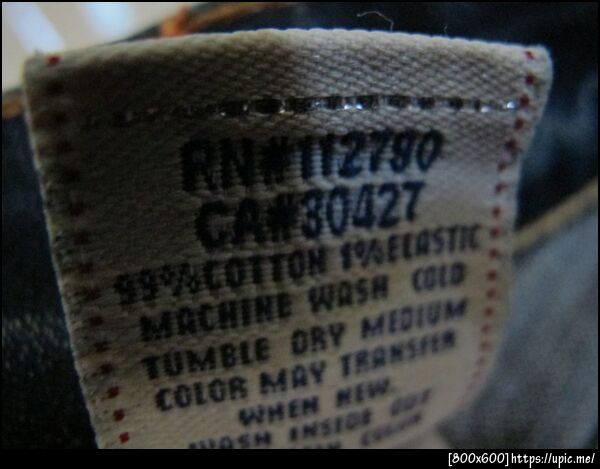 RN#112790
CA#30427
99%COTTON 1%ELASTIC
MACHINE WASH COLD
TUMBLE DRY MEDIUM
COLOR MAY TRANSFER
WHEN NEW.
WASH INSIDE OUT
COLOR
[800x600]https://upic.me/